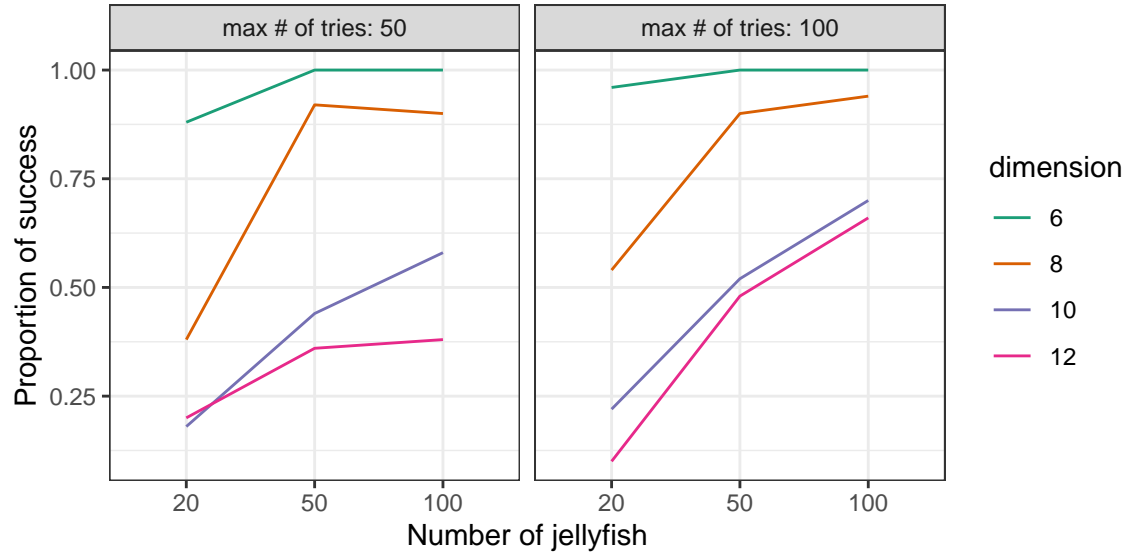 max # of tries: 50
max # of tries: 100
Proportion of success
1.00
0.75
0.50
0.25
20 50 100
20 50 100
Number of jellyfish
dimension
6
8
10
12